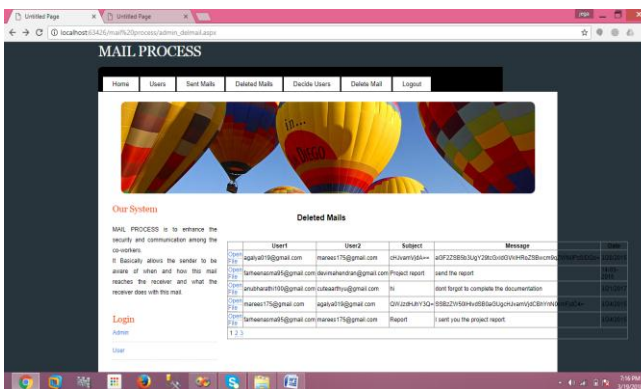 Untitled Page
Untitled Page
localhost:63426/mail%20process/admin_delmail.aspx
MAIL PROCESS
Home Users Sent Mails Deleted Mails Decide Users Delete Mail Logout
in...
DIEGO
Our System
MAIL PROCESS is to enhance the
security and communication among the
co-workers.
It Basically allows the sender to be
aware of when and how this mail
reaches the receiver and what the
receiver does with this mail.
Login
Admin
User
Deleted Mails
User1 User2 Subject Message Date
Open File agalya019@gmail.com marees175@gmail.com
Open File farheenasma95@gmail.com devimahendran@gmail.com Project report send the report
Open File anubharathi100@gmail.com cuteaarthyu@gmail.com hi dont forgot to complete the documentation
Open File marees175@gmail.com agalya019@gmail.com
Open File farheenasma95@gmail.com marees175@gmail.com Report I sent you the project report.
1 2 3
7:16 PM